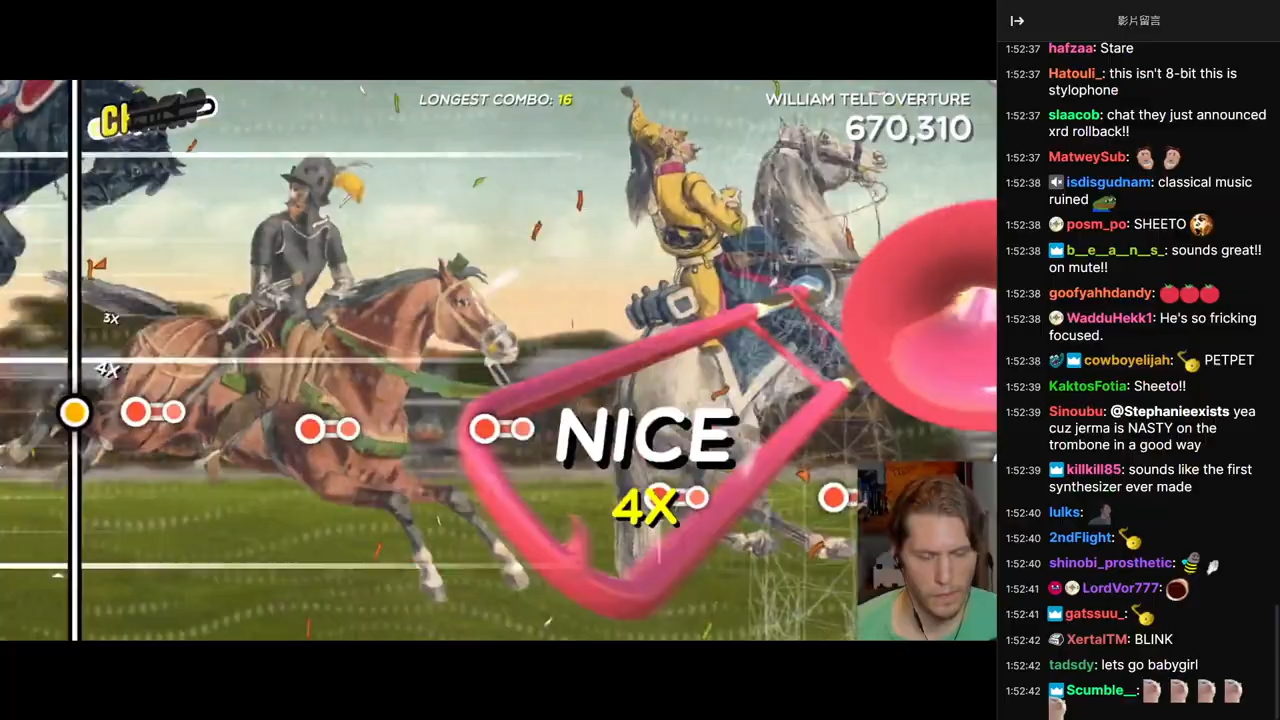 LONGEST COMBO: 16
WILLIAM TELL OVERTURE
670,310
3X
4X
NICE
4X
影片留言
1:52:37 hafzaa: Stare
1:52:37 Hatouli_: this isn't 8-bit this is
stylophone
1:52:37 slaacob: chat they just announced
xrd rollback!!
1:52:37 MatweySub:
1:52:38 isdisgudnam: classical music
ruined
1:52:38 posm_po: SHEETO
1:52:38 b__e__a__n__s_: sounds great!!
on mute!!
1:52:38 goofyahhdandy:
1:52:38 WadduHekk1: He's so fricking
focused.
1:52:38 cowboyelijah: PETPET
1:52:39 KaktosFotia: Sheeto!!
1:52:39 Sinoubu: @Stephanieexists yea
cuz jerma is NASTY on the
trombone in a good way
1:52:39 killkill85: sounds like the first
synthesizer ever made
1:52:40 lulks:
1:52:40 2ndFlight:
1:52:40 shinobi_prosthetic:
1:52:41 LordVor777:
1:52:41 gatssuu_:
1:52:42 XertalTM: BLINK
1:52:42 tadsdy: lets go babygirl
1:52:42 Scumble__: